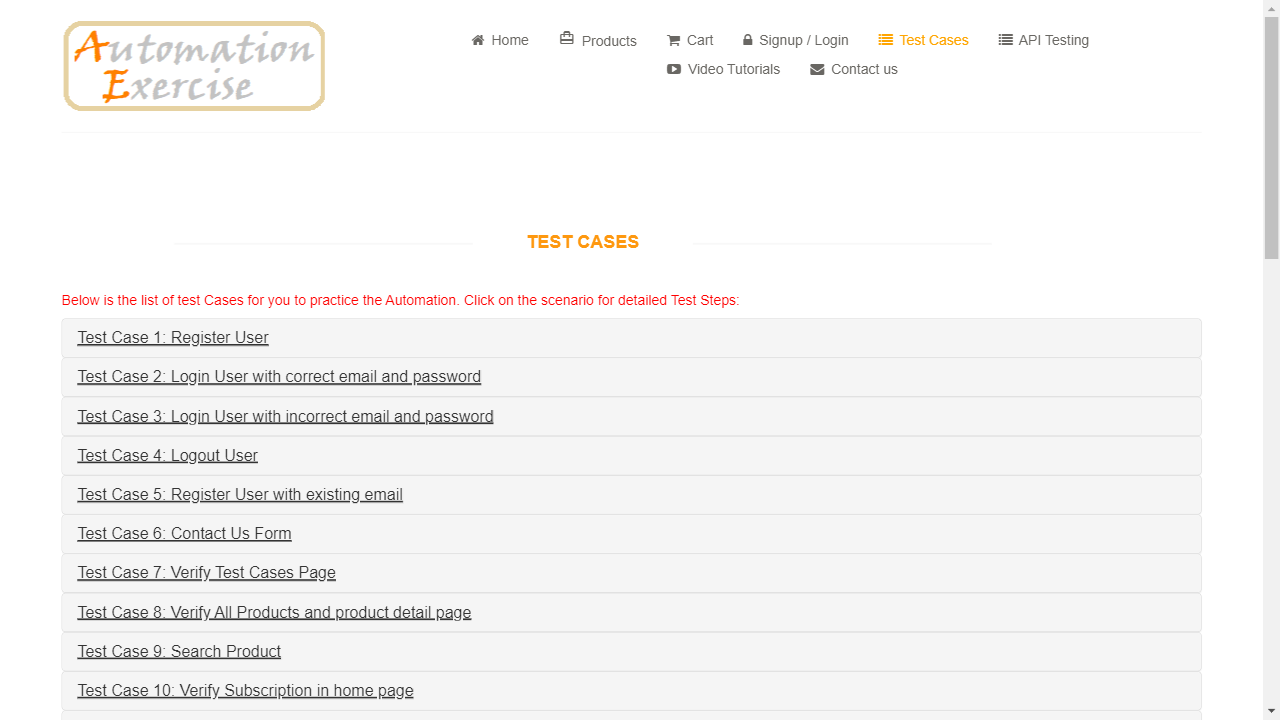 Automation
Exercise
Home
Products
Cart
Signup / Login
Test Cases
API Testing
Video Tutorials
Contact us
TEST CASES
Below is the list of test Cases for you to practice the Automation. Click on the scenario for detailed Test Steps:
Test Case 1: Register User
Test Case 2: Login User with correct email and password
Test Case 3: Login User with incorrect email and password
Test Case 4: Logout User
Test Case 5: Register User with existing email
Test Case 6: Contact Us Form
Test Case 7: Verify Test Cases Page
Test Case 8: Verify All Products and product detail page
Test Case 9: Search Product
Test Case 10: Verify Subscription in home page